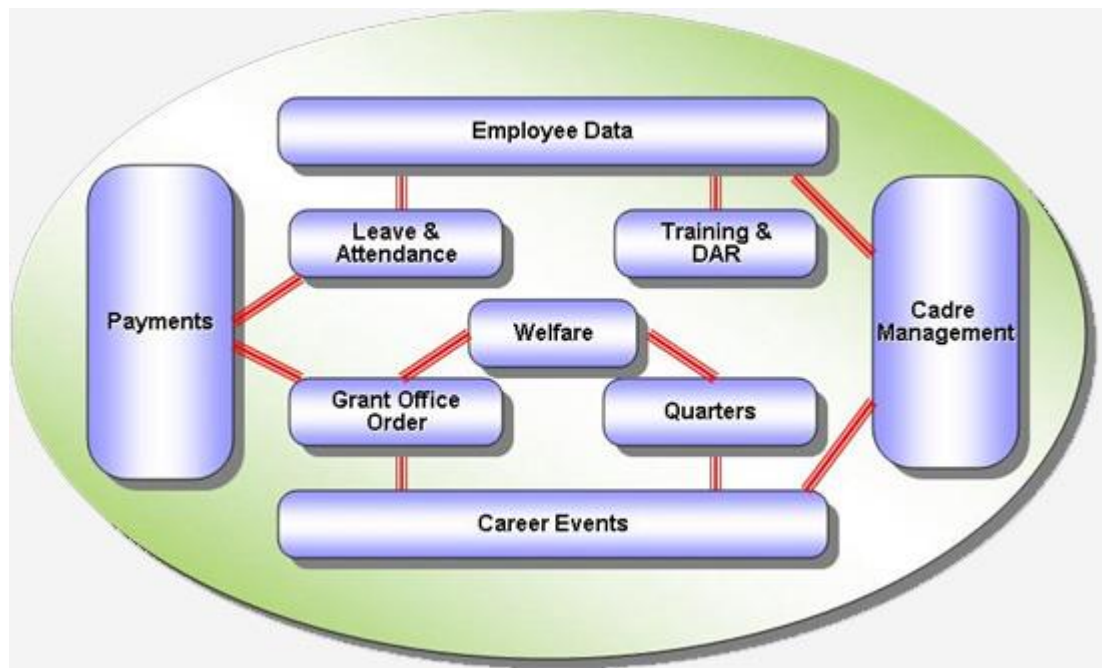 Employee Data
Leave &
Attendance
Training &
DAR
Payments
Welfare
Cadre
Management
Grant Office
Order
Quarters
Career Events